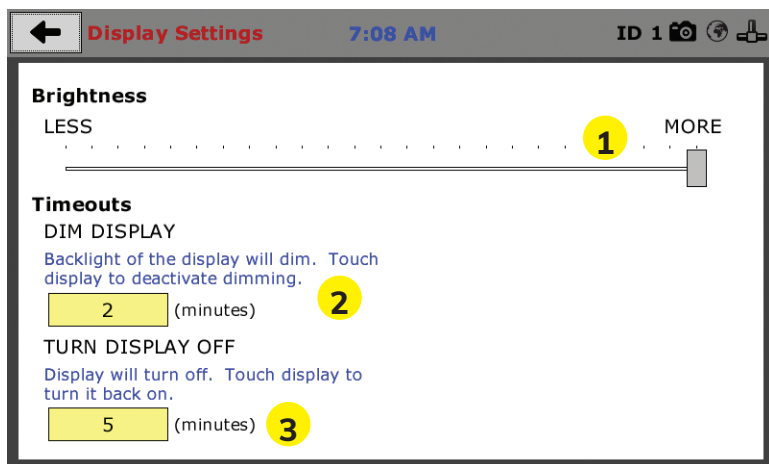 Display Settings 7:08 AM ID 1
Brightness
LESS MORE
1
Timeouts
DIM DISPLAY
Backlight of the display will dim. Touch
display to deactivate dimming.
2 (minutes) 2
TURN DISPLAY OFF
Display will turn off. Touch display to
turn it back on.
5 (minutes) 3